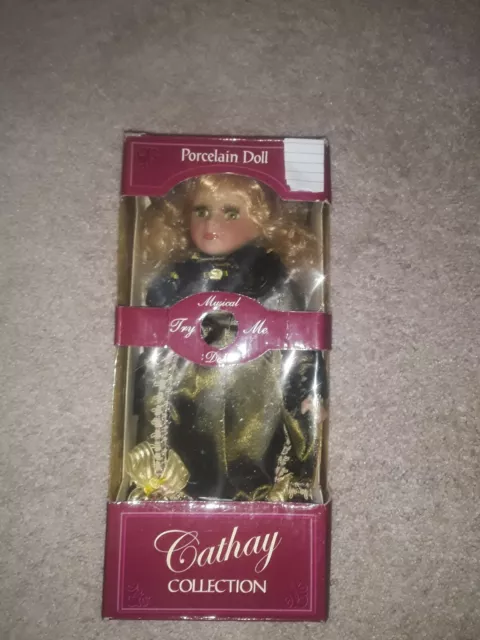 Porcelain Doll
Musical
Try Me
Doll
Cathay
COLLECTION